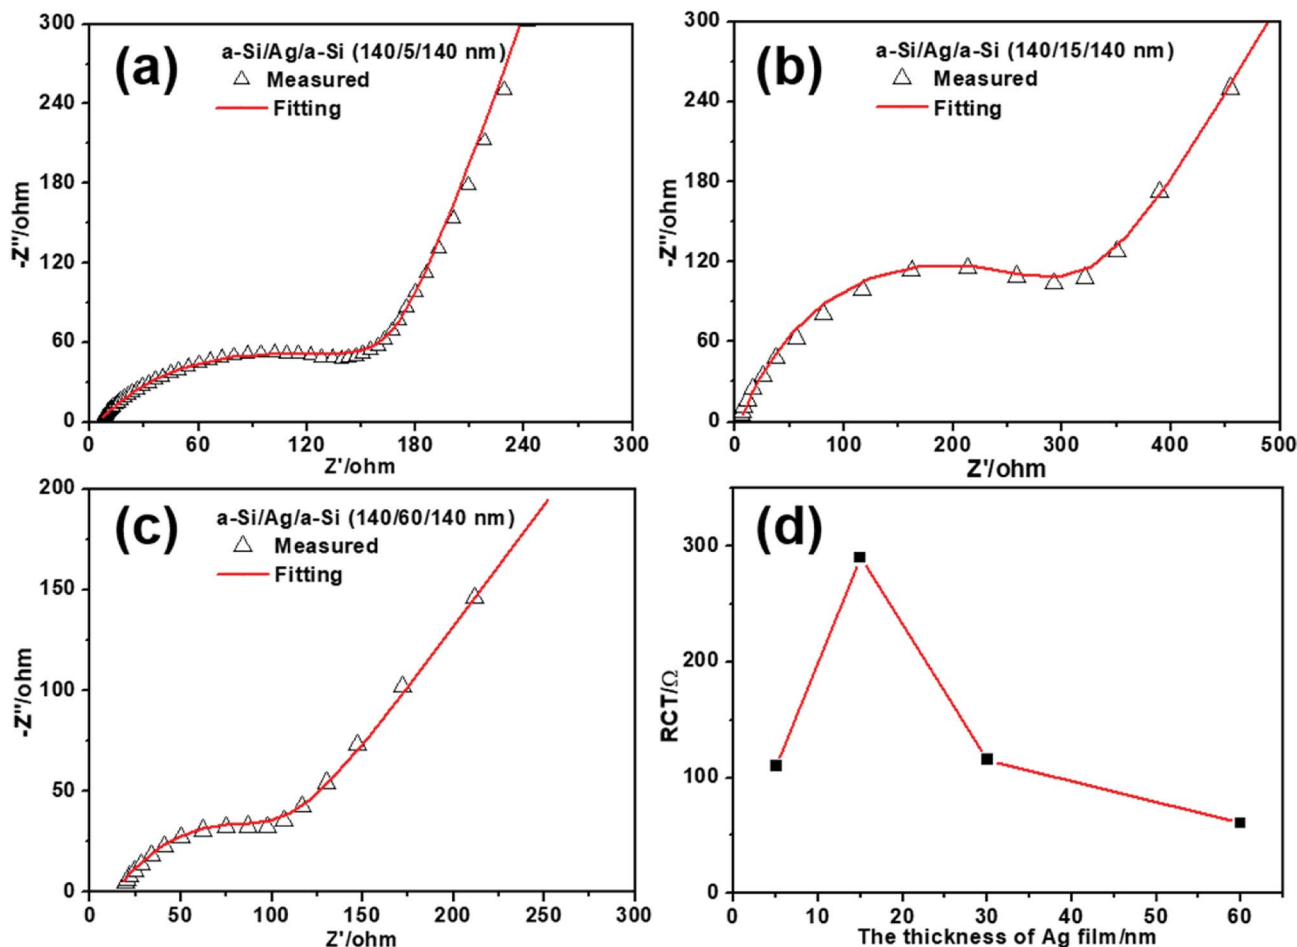 (a)
a-Si/Ag/a-Si (140/5/140 nm)
Measured
Fitting
-Z''/ohm
300
240
180
120
60
0
0 60 120 180 240 300
Z'/ohm
(b)
a-Si/Ag/a-Si (140/15/140 nm)
Measured
Fitting
-Z''/ohm
300
240
180
120
60
0
0 100 200 300 400 500
Z'/ohm
(c)
a-Si/Ag/a-Si (140/60/140 nm)
Measured
Fitting
-Z''/ohm
200
150
100
50
0
0 50 100 150 200 250 300
Z'/ohm
(d)
RCT/Ω
300
200
100
0
0 10 20 30 40 50 60
The thickness of Ag film/nm